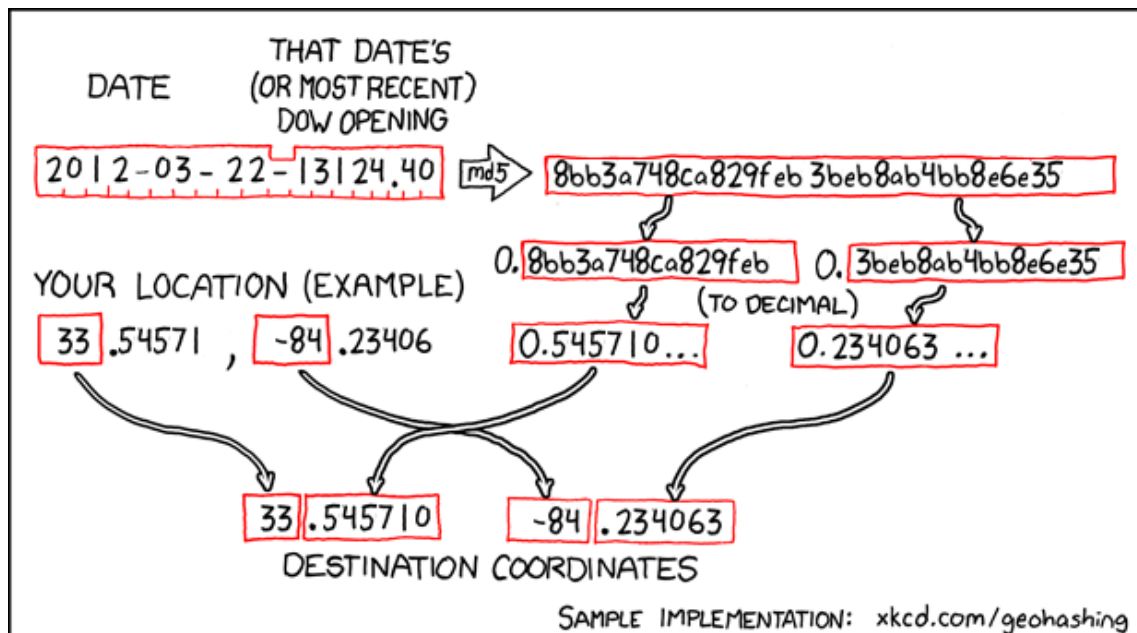 DATE
THAT DATE'S
(OR MOST RECENT)
DOW OPENING
2012-03-22-13124.40
md5
8bb3a748ca829feb3beb8ab4bb8e6e35
0.8bb3a748ca829feb
0.3beb8ab4bb8e6e35
(TO DECIMAL)
YOUR LOCATION (EXAMPLE)
33.54571, -84.23406
0.545710...
0.234063...
33.545710
-84.234063
DESTINATION COORDINATES
SAMPLE IMPLEMENTATION: xkcd.com/geohashing